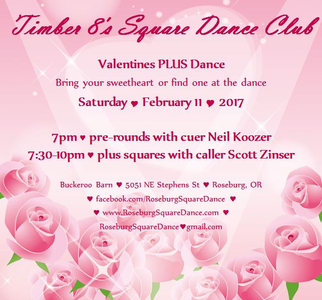 Timber 8's Square Dance Club
Valentines PLUS Dance
Bring your sweetheart or find one at the dance
Saturday ♥ February 11 ♥ 2017
7pm ♥ pre-rounds with cuer Neil Koozer
7:30-10pm ♥ plus squares with caller Scott Zinser
Buckeroo Barn ♥ 5051 NE Stephens St ♥ Roseburg, OR
♥ facebook.com/RoseburgSquareDance ♥
♥ www.RoseburgSquareDance.com ♥
RoseburgSquareDance♥gmail.com